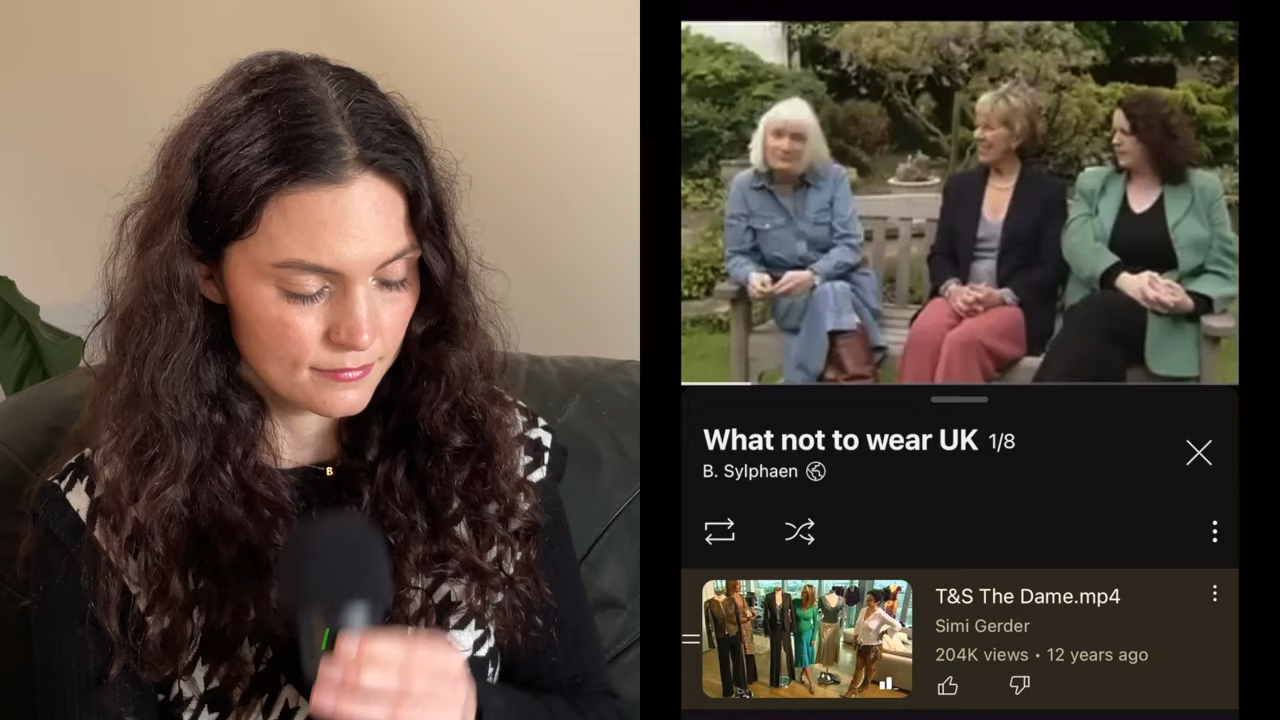 B
What not to wear UK 1/8
B. Sylphaen
T&S The Dame.mp4
Simi Gerder
204K views • 12 years ago